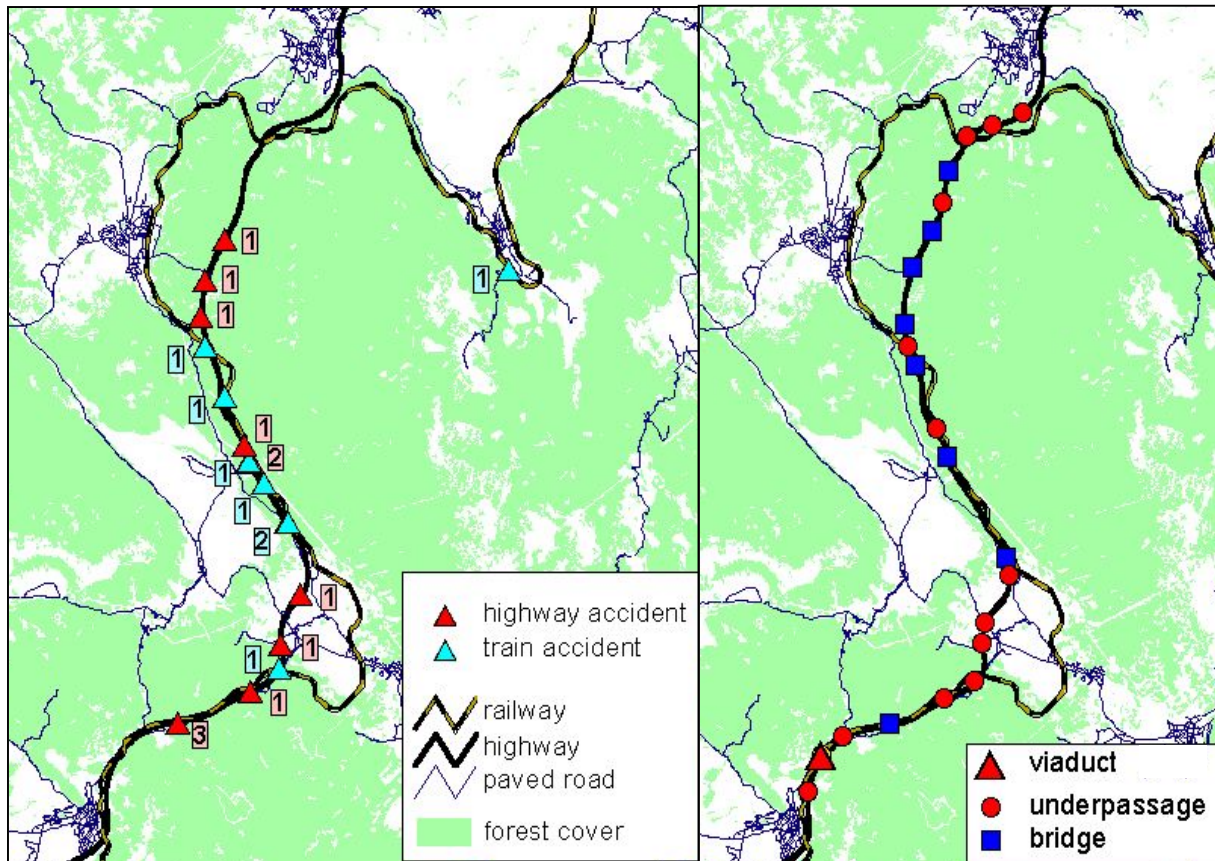 1
1
1
1
1
1
1
2
1
1
2
1
1
1
1
3
highway accident
train accident
railway
highway
paved road
forest cover
viaduct
underpassage
bridge